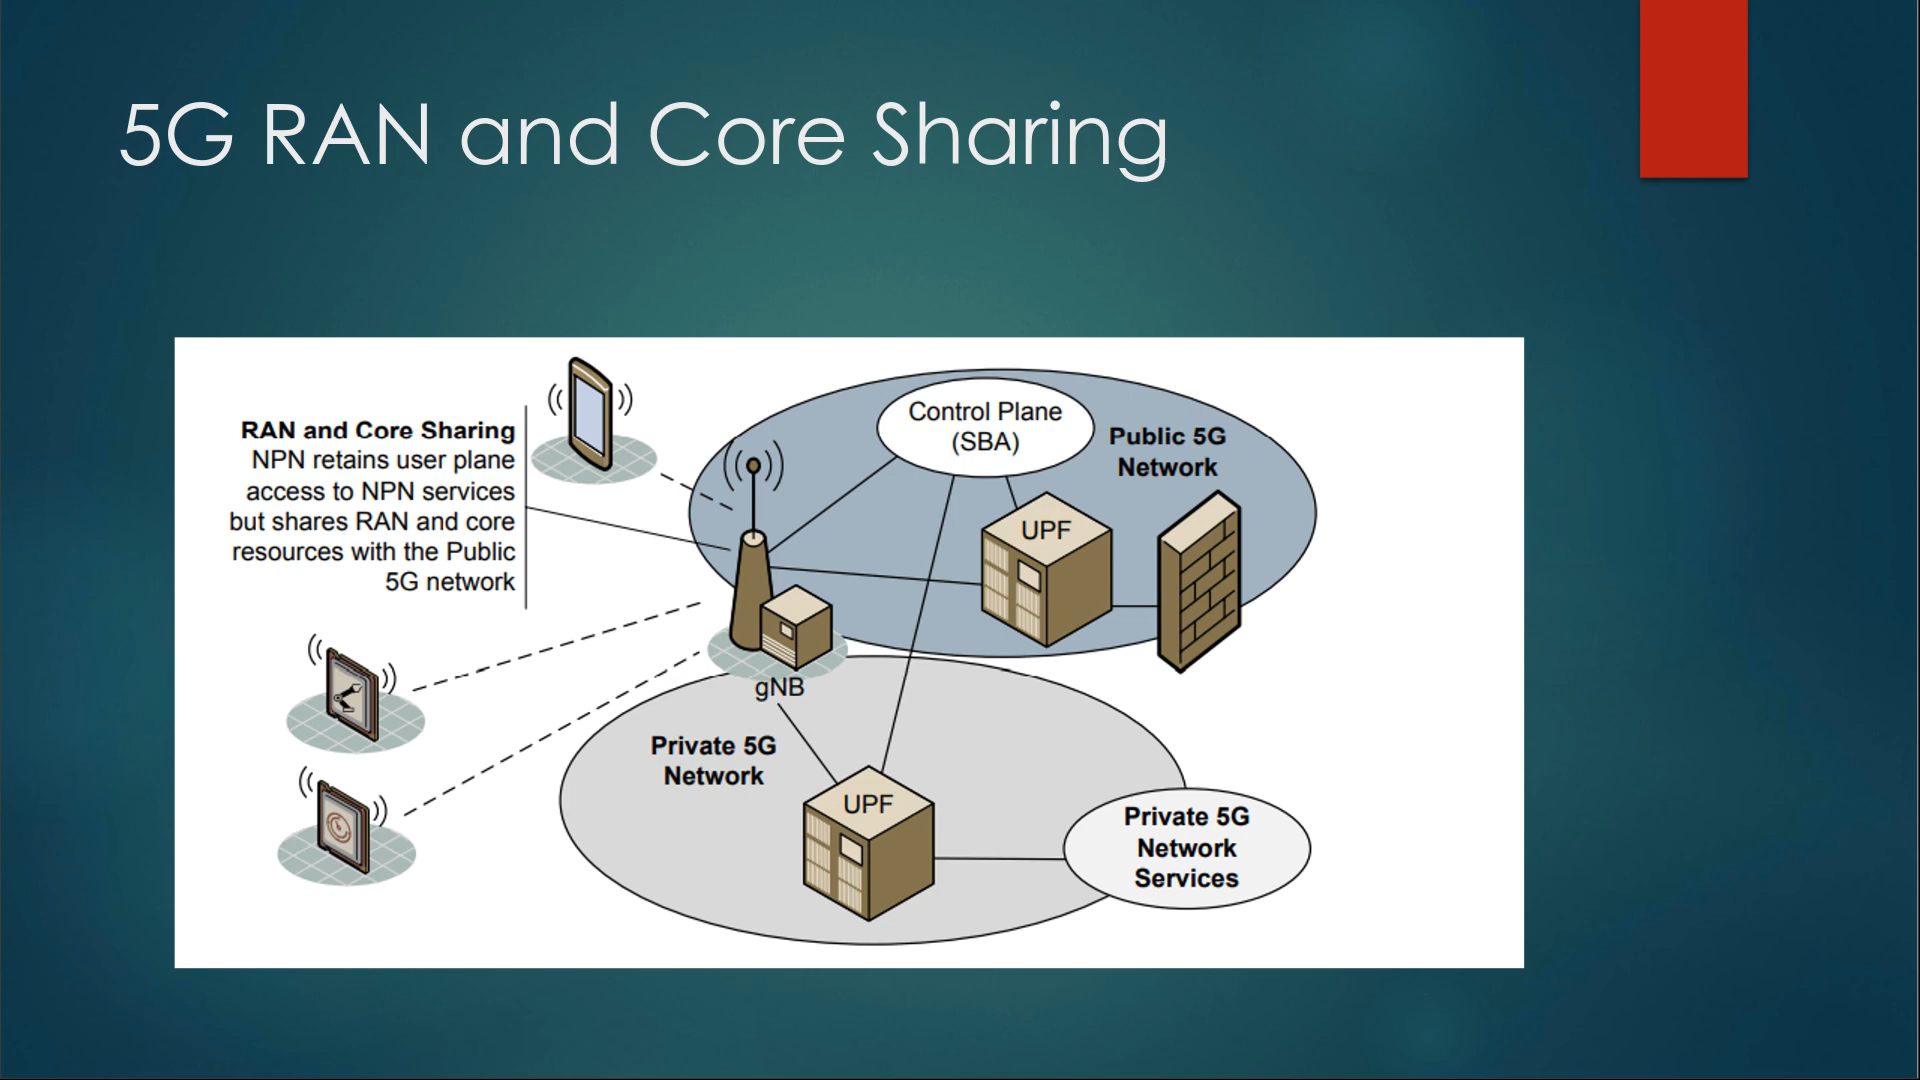 5G RAN and Core Sharing
RAN and Core Sharing
NPN retains user plane
access to NPN services
but shares RAN and core
resources with the Public
5G network
Control Plane
(SBA)
Public 5G
Network
UPF
gNB
Private 5G
Network
UPF
Private 5G
Network
Services